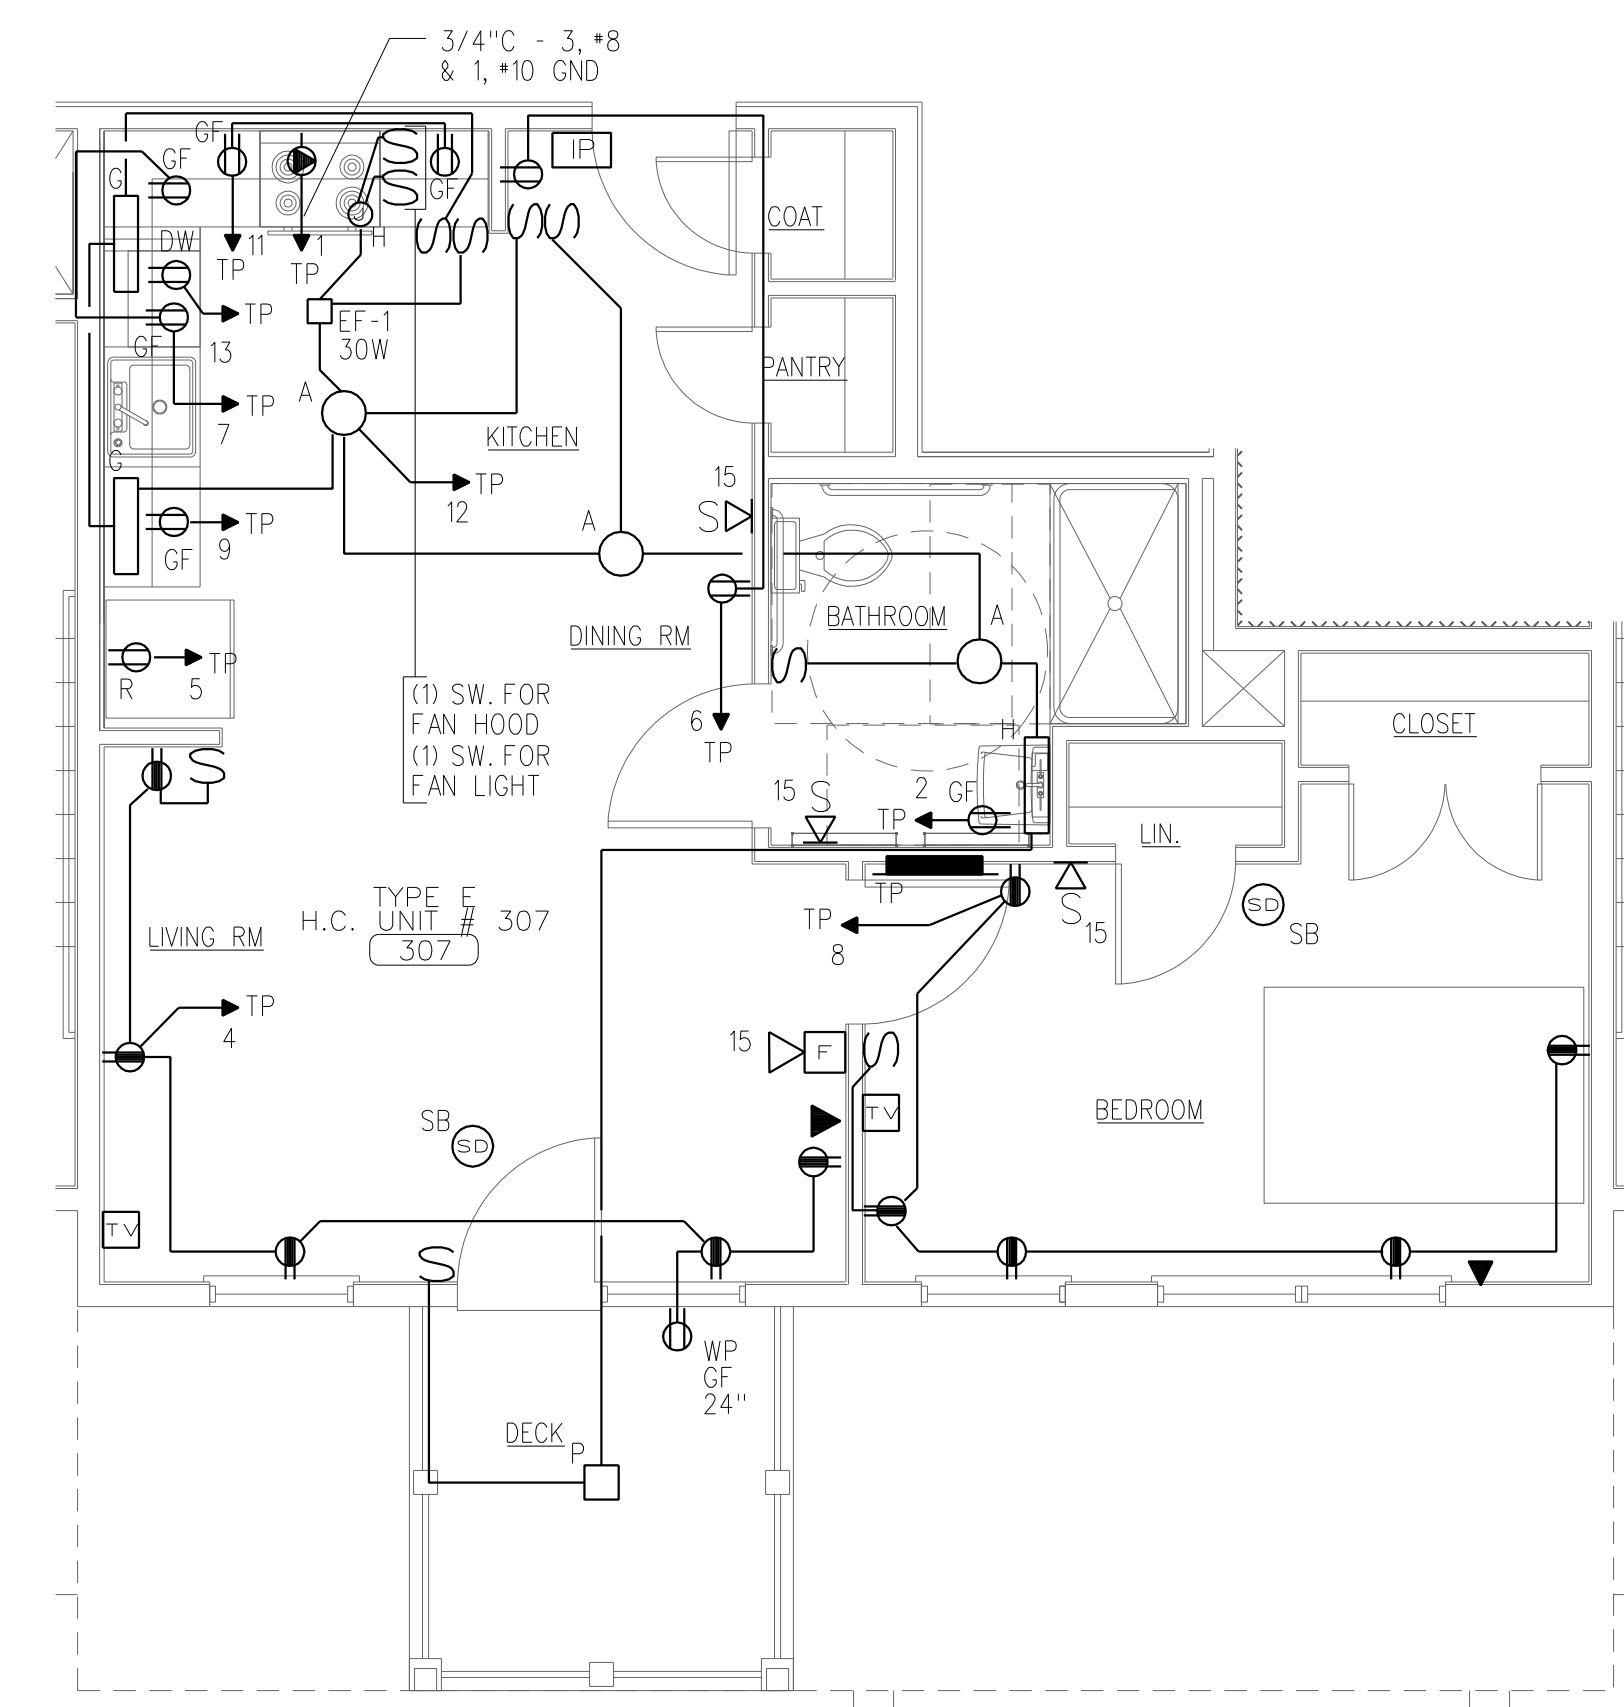 3/4"C - 3, #8
& 1, #10 GND
GF
GF
G
GF
IP
H
DW
11
TP
1
TP
COAT
TP
13
EF-1
30W
GF
PANTRY
A
TP
7
KITCHEN
G
15
TP
12
S
A
TP
9
GF
BATHROOM
A
DINING RM
TP
R
5
(1) SW. FOR
FAN HOOD
(1) SW. FOR
FAN LIGHT
6
TP
H
CLOSET
15
S
2
GF
TP
LIN.
TP
TYPE E
H.C. UNIT # 307
307
TP
8
S
15
SD
SB
LIVING RM
TP
4
15
F
S
TV
BEDROOM
SB
SD
TV
S
WP
GF
24"
DECK
P